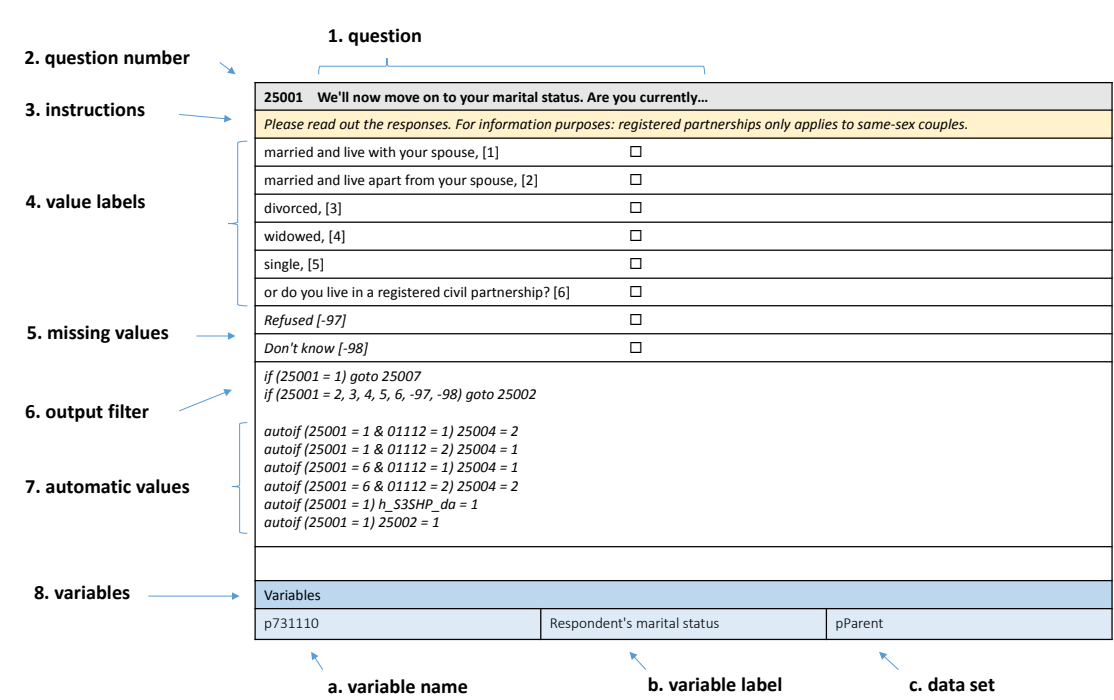 1. question
2. question number
25001 We'll now move on to your marital status. Are you currently…
3. instructions
Please read out the responses. For information purposes: registered partnerships only applies to same-sex couples.
married and live with your spouse, [1]
married and live apart from your spouse, [2]
4. value labels
divorced, [3]
widowed, [4]
single, [5]
or do you live in a registered civil partnership? [6]
5. missing values
Refused [-97]
Don't know [-98]
6. output filter
if (25001 = 1) goto 25007
if (25001 = 2, 3, 4, 5, 6, -97, -98) goto 25002
7. automatic values
autoif (25001 = 1 & 01112 = 1) 25004 = 2
autoif (25001 = 1 & 01112 = 2) 25004 = 1
autoif (25001 = 6 & 01112 = 1) 25004 = 1
autoif (25001 = 6 & 01112 = 2) 25004 = 2
autoif (25001 = 1) h_S3SHP_da = 1
autoif (25001 = 1) 25002 = 1
8. variables
Variables
p731110 Respondent's marital status pParent
a. variable name b. variable label c. data set